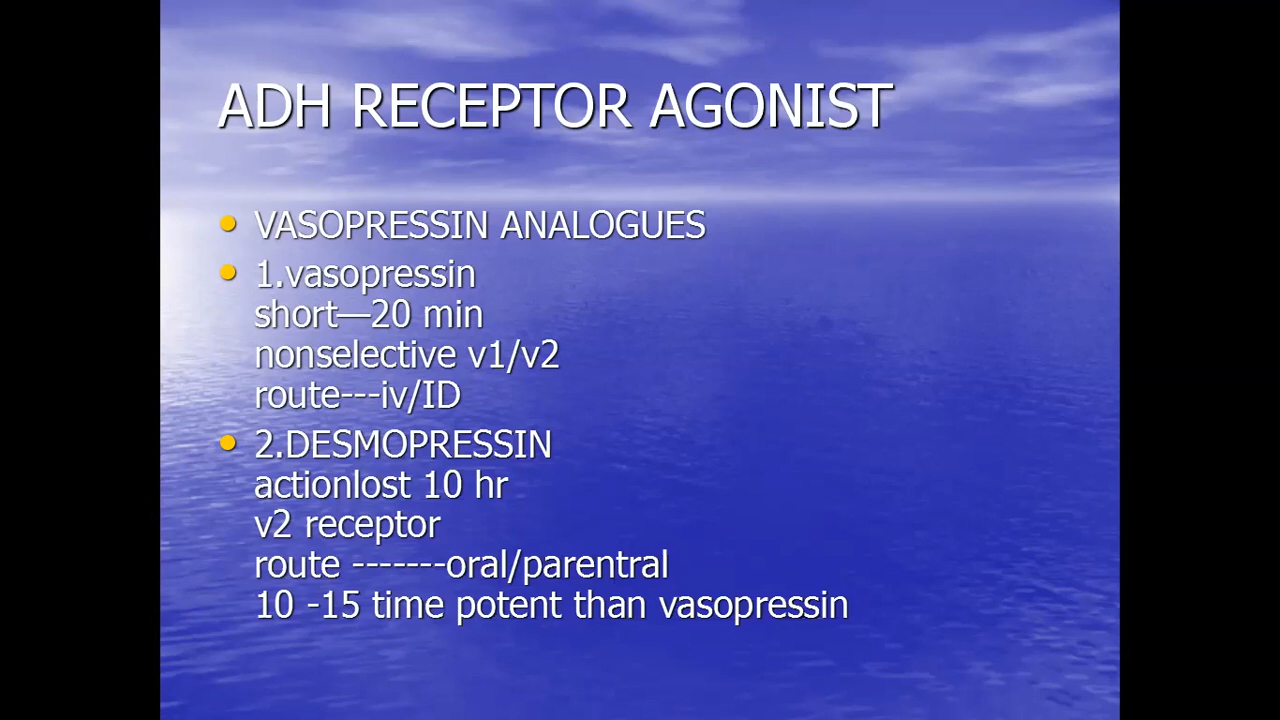 ADH RECEPTOR AGONIST
• VASOPRESSIN ANALOGUES
• 1.vasopressin
short—20 min
nonselective v1/v2
route---iv/ID
• 2.DESMOPRESSIN
actionlost 10 hr
v2 receptor
route -------oral/parentral
10 -15 time potent than vasopressin